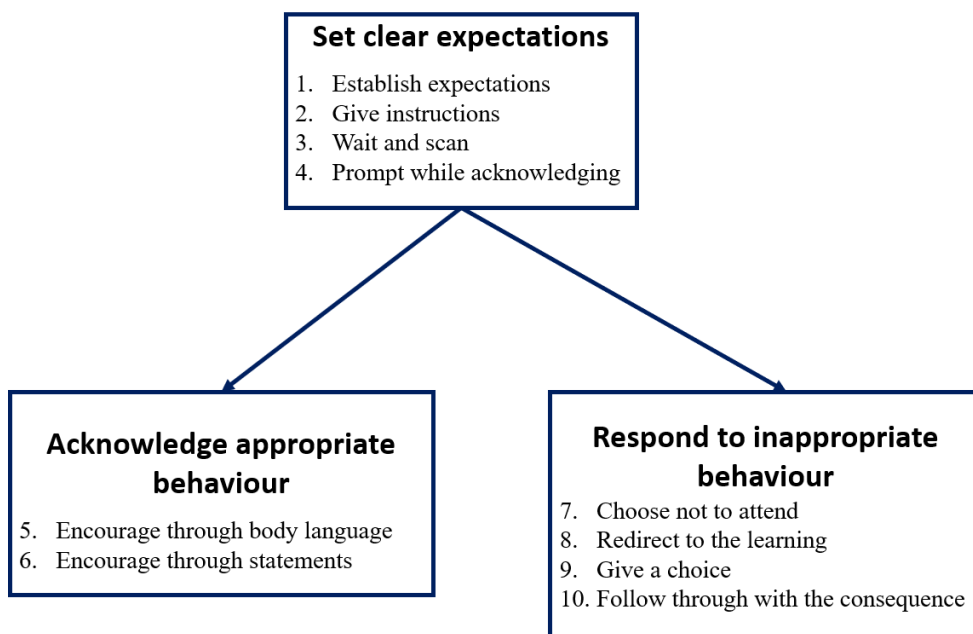 Set clear expectations
1. Establish expectations
2. Give instructions
3. Wait and scan
4. Prompt while acknowledging
Acknowledge appropriate
behaviour
5. Encourage through body language
6. Encourage through statements
Respond to inappropriate
behaviour
7. Choose not to attend
8. Redirect to the learning
9. Give a choice
10. Follow through with the consequence